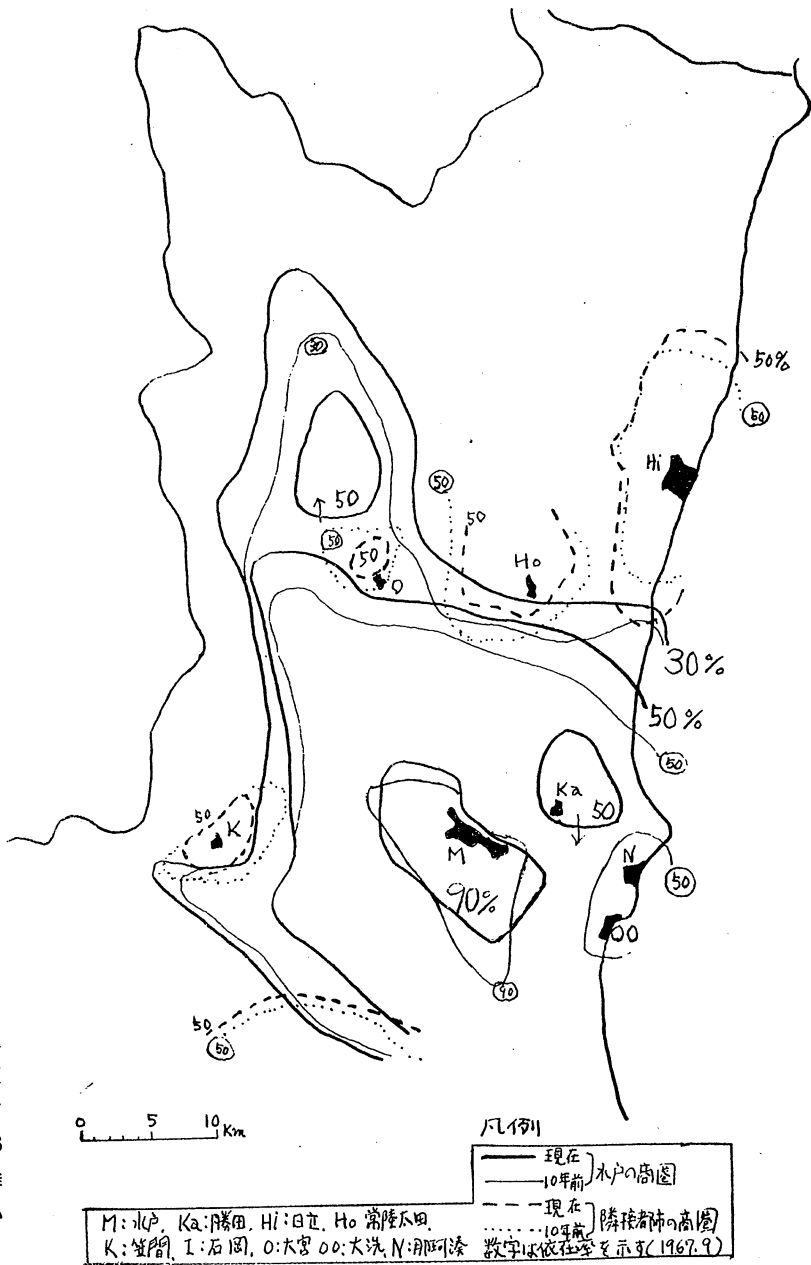 30
50%
50
Hi
50
50
50
50
Ho
50
O
30%
50%
50
Ka
50
50
K
N
M
50
90%
OO
90
50
50
0 5 10 Km
凡例
現在
10年前
水戸の商圏
現在
10年前
隣接都市の商圏
M:水戸, Ka:勝田, Hi:日立, Ho 常陸太田,
K:笠間, I:石岡, O:大宮 OO:大洗, N:那珂湊
数字は依存率を示す(1967.9)